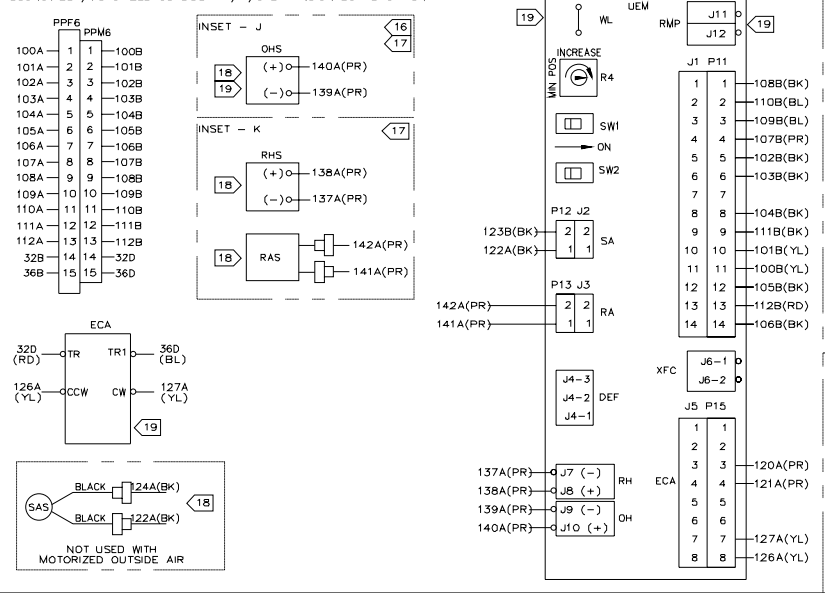 PPF6
PPM6
100A 1 1 100B
101A 2 2 101B
102A 3 3 102B
103A 4 4 103B
104A 5 5 104B
105A 6 6 105B
106A 7 7 106B
107A 8 8 107B
108A 9 9 108B
109A 10 10 109B
110A 11 11 110B
111A 12 12 111B
112A 13 13 112B
32B 14 14 32D
36B 15 15 36D
INSET - J
16
17
OHS
18
19
(+) 140A(PR)
(-) 139A(PR)
INSET - K
17
RHS
18
(+) 138A(PR)
(-) 137A(PR)
18
RAS
142A(PR)
141A(PR)
ECA
32D
(RD)
TR
TR1
36D
(BL)
126A
(YL)
CCW
CW
127A
(YL)
19
SAS
BLACK 124A(BK)
BLACK 122A(BK)
18
NOT USED WITH
MOTORIZED OUTSIDE AIR
19
WL
UEM
RMP
J11
J12
19
INCREASE
MIN POS
R4
SW1
ON
SW2
P12 J2
123B(BK) 2 2
122A(BK) 1 1
SA
P13 J3
142A(PR) 2 2
141A(PR) 1 1
RA
J4-3
J4-2
J4-1
DEF
137A(PR) J7 (-)
138A(PR) J8 (+)
RH
139A(PR) J9 (-)
140A(PR) J10 (+)
OH
J1 P11
1 1 108B(BK)
2 2 110B(BL)
3 3 109B(BL)
4 4 107B(PR)
5 5 102B(BK)
6 6 103B(BK)
7 7
8 8 104B(BK)
9 9 111B(BK)
10 10 101B(YL)
11 11 100B(YL)
12 12 105B(BK)
13 13 112B(RD)
14 14 106B(BK)
XFC
J6-1
J6-2
J5 P15
ECA
1 1
2 2
3 3 120A(PR)
4 4 121A(PR)
5 5
6 6
7 7 127A(YL)
8 8 126A(YL)